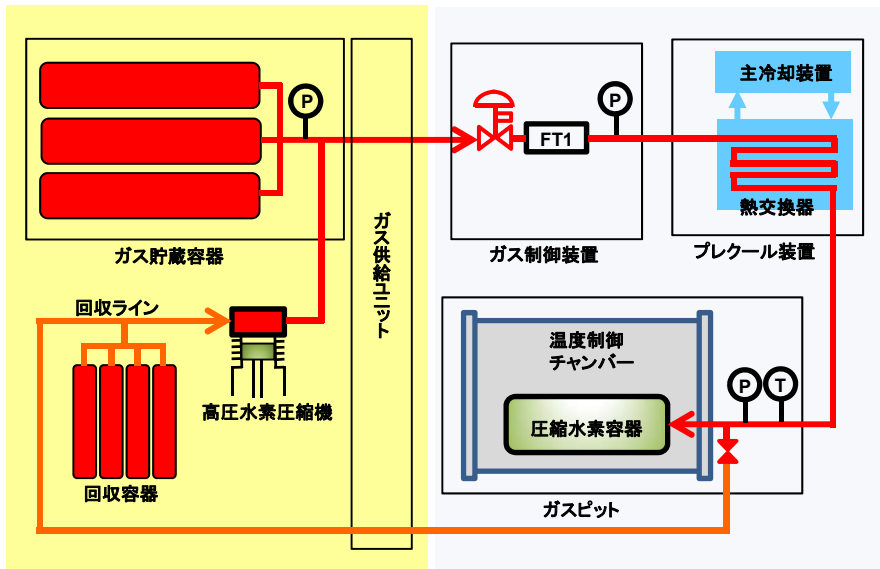 P
ガス貯蔵容器
ガス供給ユニット
回収ライン
高圧水素圧縮機
回収容器
FT1
P
ガス制御装置
主冷却装置
熱交換器
プレクール装置
温度制御
チャンバー
圧縮水素容器
P
T
ガスピット